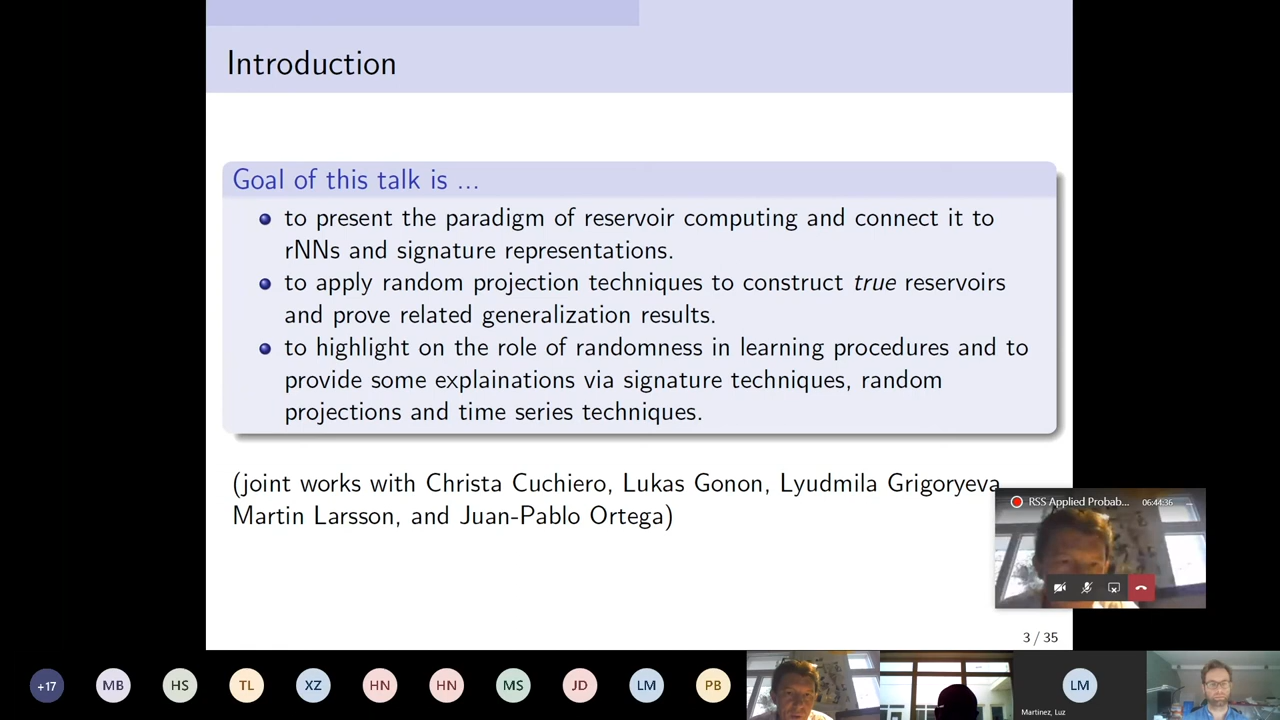 Introduction
Goal of this talk is ...
to present the paradigm of reservoir computing and connect it to
rNNs and signature representations.
to apply random projection techniques to construct true reservoirs
and prove related generalization results.
to highlight on the role of randomness in learning procedures and to
provide some explainations via signature techniques, random
projections and time series techniques.
(joint works with Christa Cuchiero, Lukas Gonon, Lyudmila Grigoryeva
Martin Larsson, and Juan-Pablo Ortega)
RSS Applied Probab... 06:44:36
3 / 35
+17 MB HS TL XZ HN HN MS JD LM PB LM
Martinez, Luz